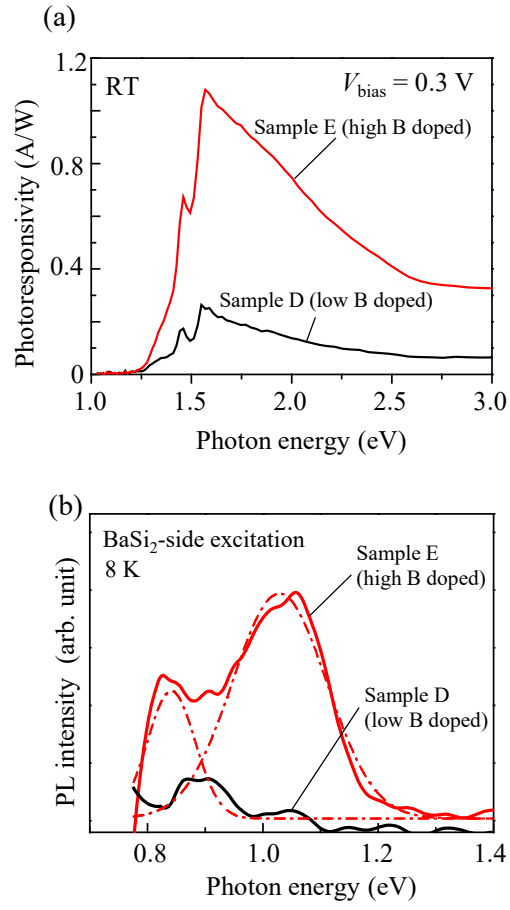 (a)
1.2
RT
V_bias = 0.3 V
Sample E (high B doped)
0.8
Photoresponsivity (A/W)
0.4
Sample D (low B doped)
0
1.0 1.5 2.0 2.5 3.0
Photon energy (eV)
(b)
BaSi₂-side excitation
8 K
Sample E
(high B doped)
PL intensity (arb. unit)
Sample D
(low B doped)
0.8 1.0 1.2 1.4
Photon energy (eV)